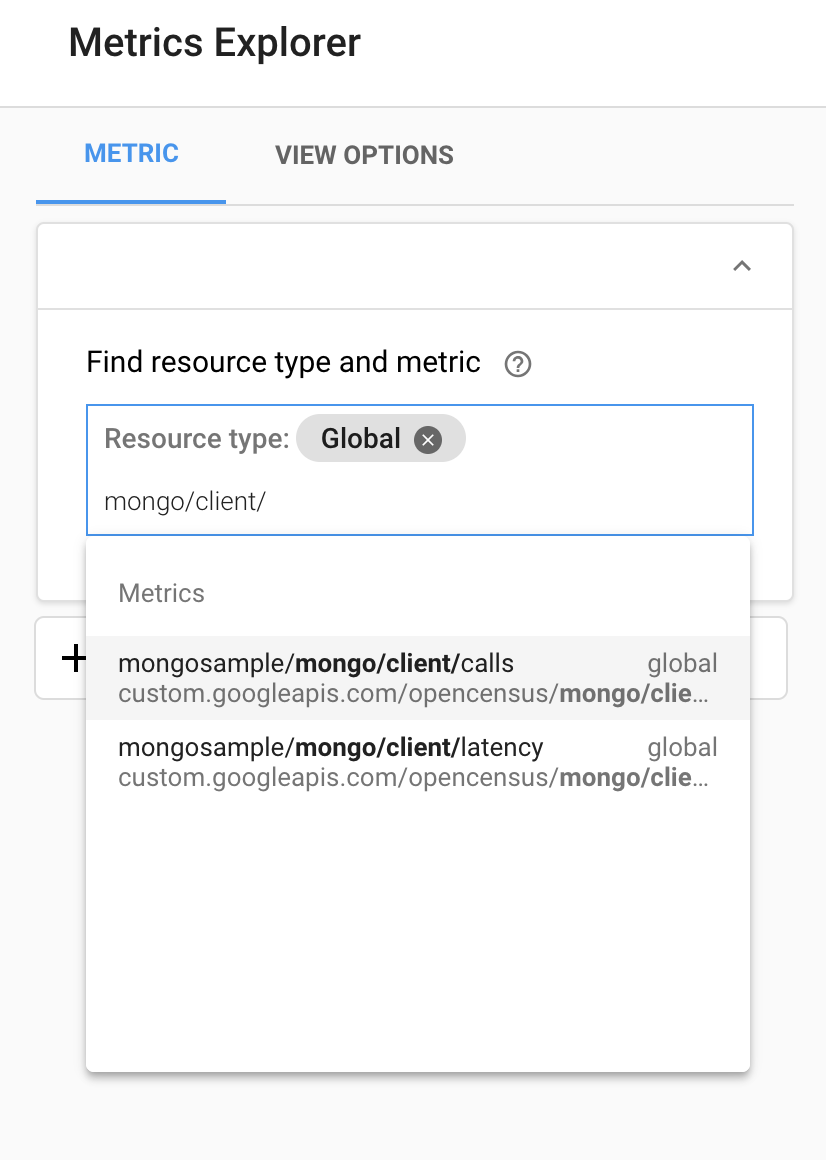 Metrics Explorer
METRIC
VIEW OPTIONS
Find resource type and metric
Resource type: Global
mongo/client/
Metrics
mongosample/mongo/client/calls global
custom.googleapis.com/opencensus/mongo/clie...
mongosample/mongo/client/latency global
custom.googleapis.com/opencensus/mongo/clie...